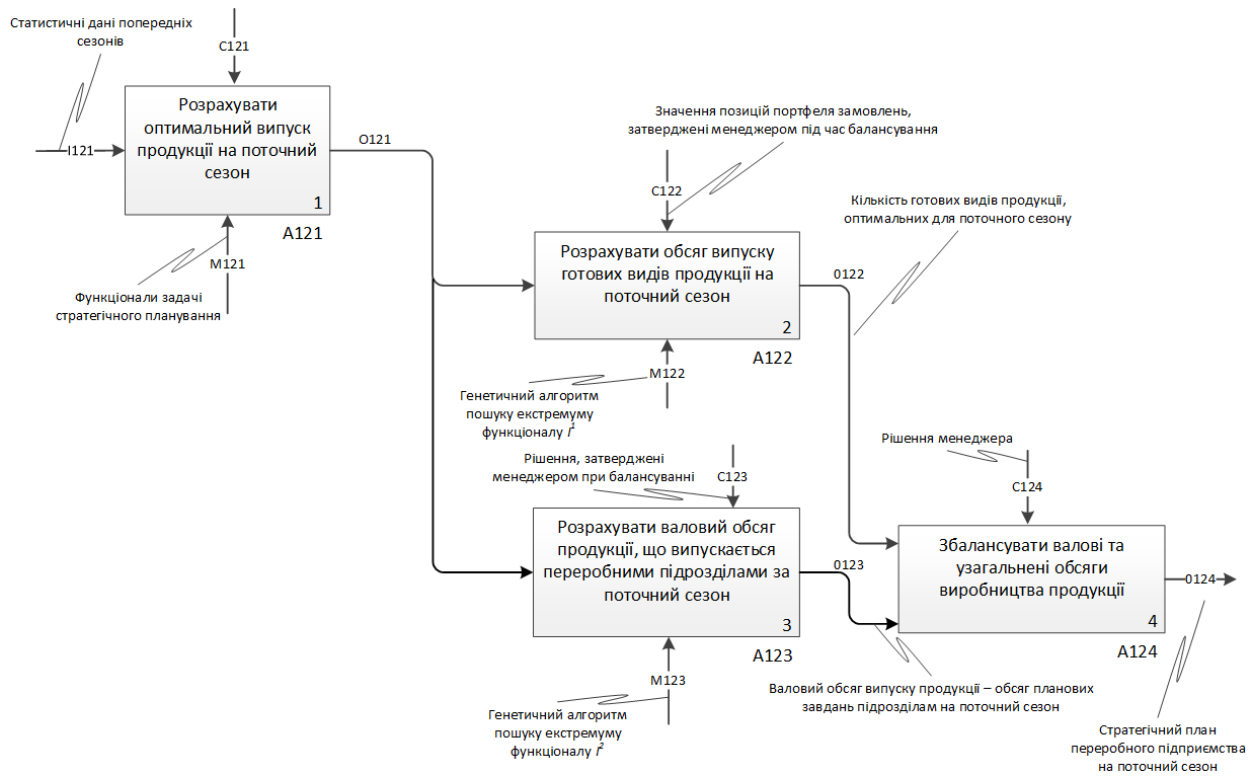 Статистичні дані попередніх
сезонів
C121
Розрахувати
оптимальний випуск
продукції на поточний
сезон
1
I121
O121
A121
M121
Функціонали задачі
стратегічного планування
Значення позицій портфеля замовлень,
затверджені менеджером під час балансування
C122
Кількість готових видів продукції,
оптимальних для поточного сезону
Розрахувати обсяг випуску
готових видів продукції на
поточний сезон
2
0122
A122
M122
Генетичний алгоритм
пошуку екстремуму
функціоналу I¹
Рішення, затверджені
менеджером при балансуванні
C123
Рішення менеджера
C124
Розрахувати валовий обсяг
продукції, що випускається
переробними підрозділами за
поточний сезон
3
0123
A123
Збалансувати валові та
узагальнені обсяги
виробництва продукції
4
0124
A124
M123
Генетичний алгоритм
пошуку екстремуму
функціоналу I²
Валовий обсяг випуску продукції – обсяг планових
завдань підрозділам на поточний сезон
Стратегічний план
переробного підприємства
на поточний сезон